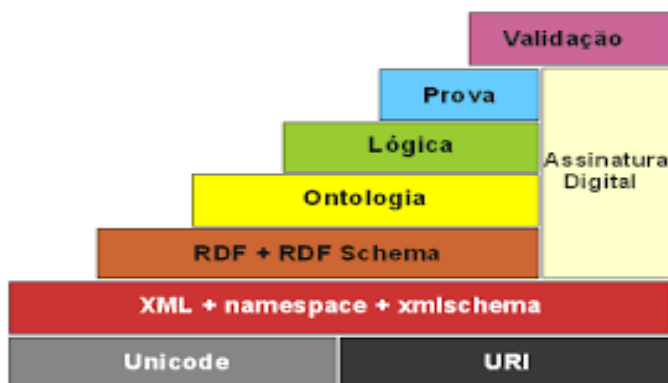 Validação
Prova
Lógica
Assinatura
Digital
Ontologia
RDF + RDF Schema
XML + namespace + xmlschema
Unicode
URI